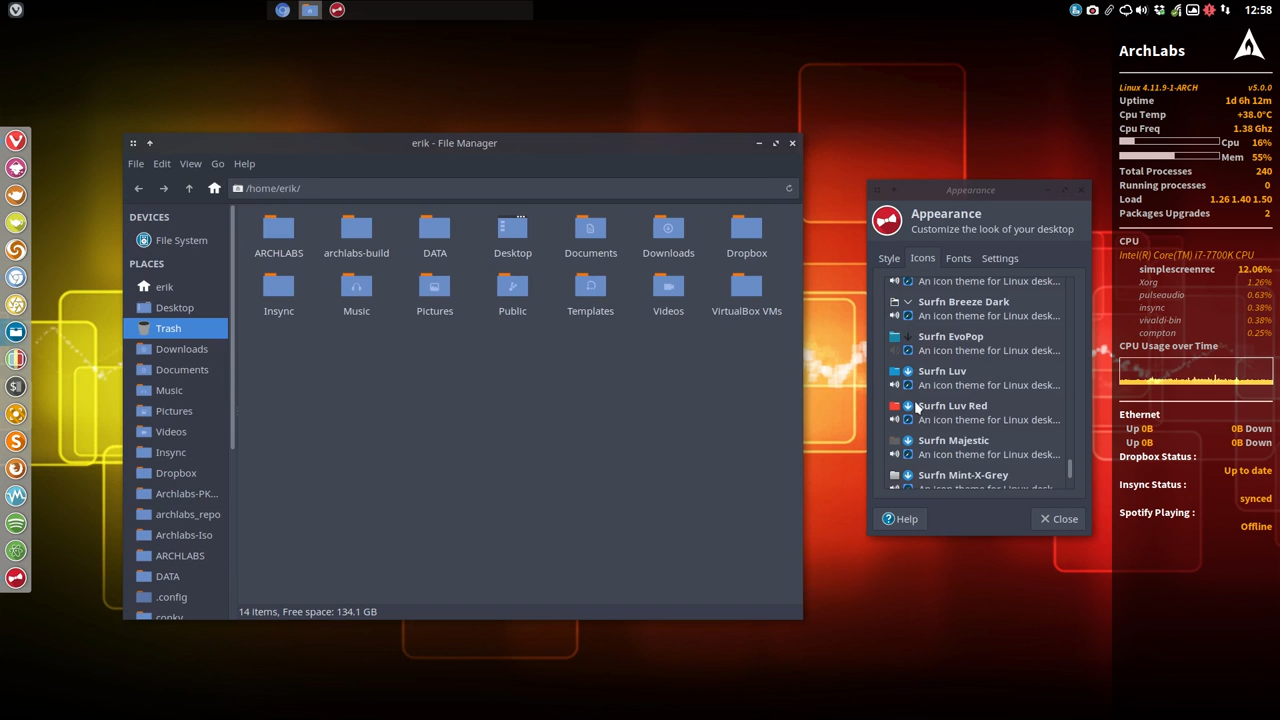 12:58
erik - File Manager
File Edit View Go Help
/home/erik/
DEVICES
File System
PLACES
erik
Desktop
Trash
Downloads
Documents
Music
Pictures
Videos
Insync
Dropbox
Archlabs-PK...
archlabs_repo
Archlabs-Iso
ARCHLABS
DATA
.config
conky
ARCHLABS archlabs-build DATA Desktop Documents Downloads Dropbox
Insync Music Pictures Public Templates Videos VirtualBox VMs
14 items, Free space: 134.1 GB
Appearance
Appearance
Customize the look of your desktop
Style Icons Fonts Settings
An icon theme for Linux desk...
Surfn Breeze Dark
An icon theme for Linux desk...
Surfn EvoPop
An icon theme for Linux desk...
Surfn Luv
An icon theme for Linux desk...
Surfn Luv Red
An icon theme for Linux desk...
Surfn Majestic
An icon theme for Linux desk...
Surfn Mint-X-Grey
An icon theme for Linux desk...
Help Close
ArchLabs
Linux 4.11.9-1-ARCH v5.0.0
Uptime 1d 6h 12m
Cpu Temp +38.0°C
Cpu Freq 1.38 Ghz
Cpu 16%
Mem 55%
Total Processes 240
Running processes 0
Load 1.26 1.40 1.50
Packages Upgrades 2
CPU
Intel(R) Core(TM) i7-7700K CPU
simplescreenrec 12.06%
Xorg 1.26%
pulseaudio 0.63%
insync 0.38%
vivaldi-bin 0.38%
compton 0.25%
CPU Usage over Time
Ethernet
Up 0B 0B Down
Up 0B 0B Down
Dropbox Status :
Up to date
Insync Status :
synced
Spotify Playing :
Offline